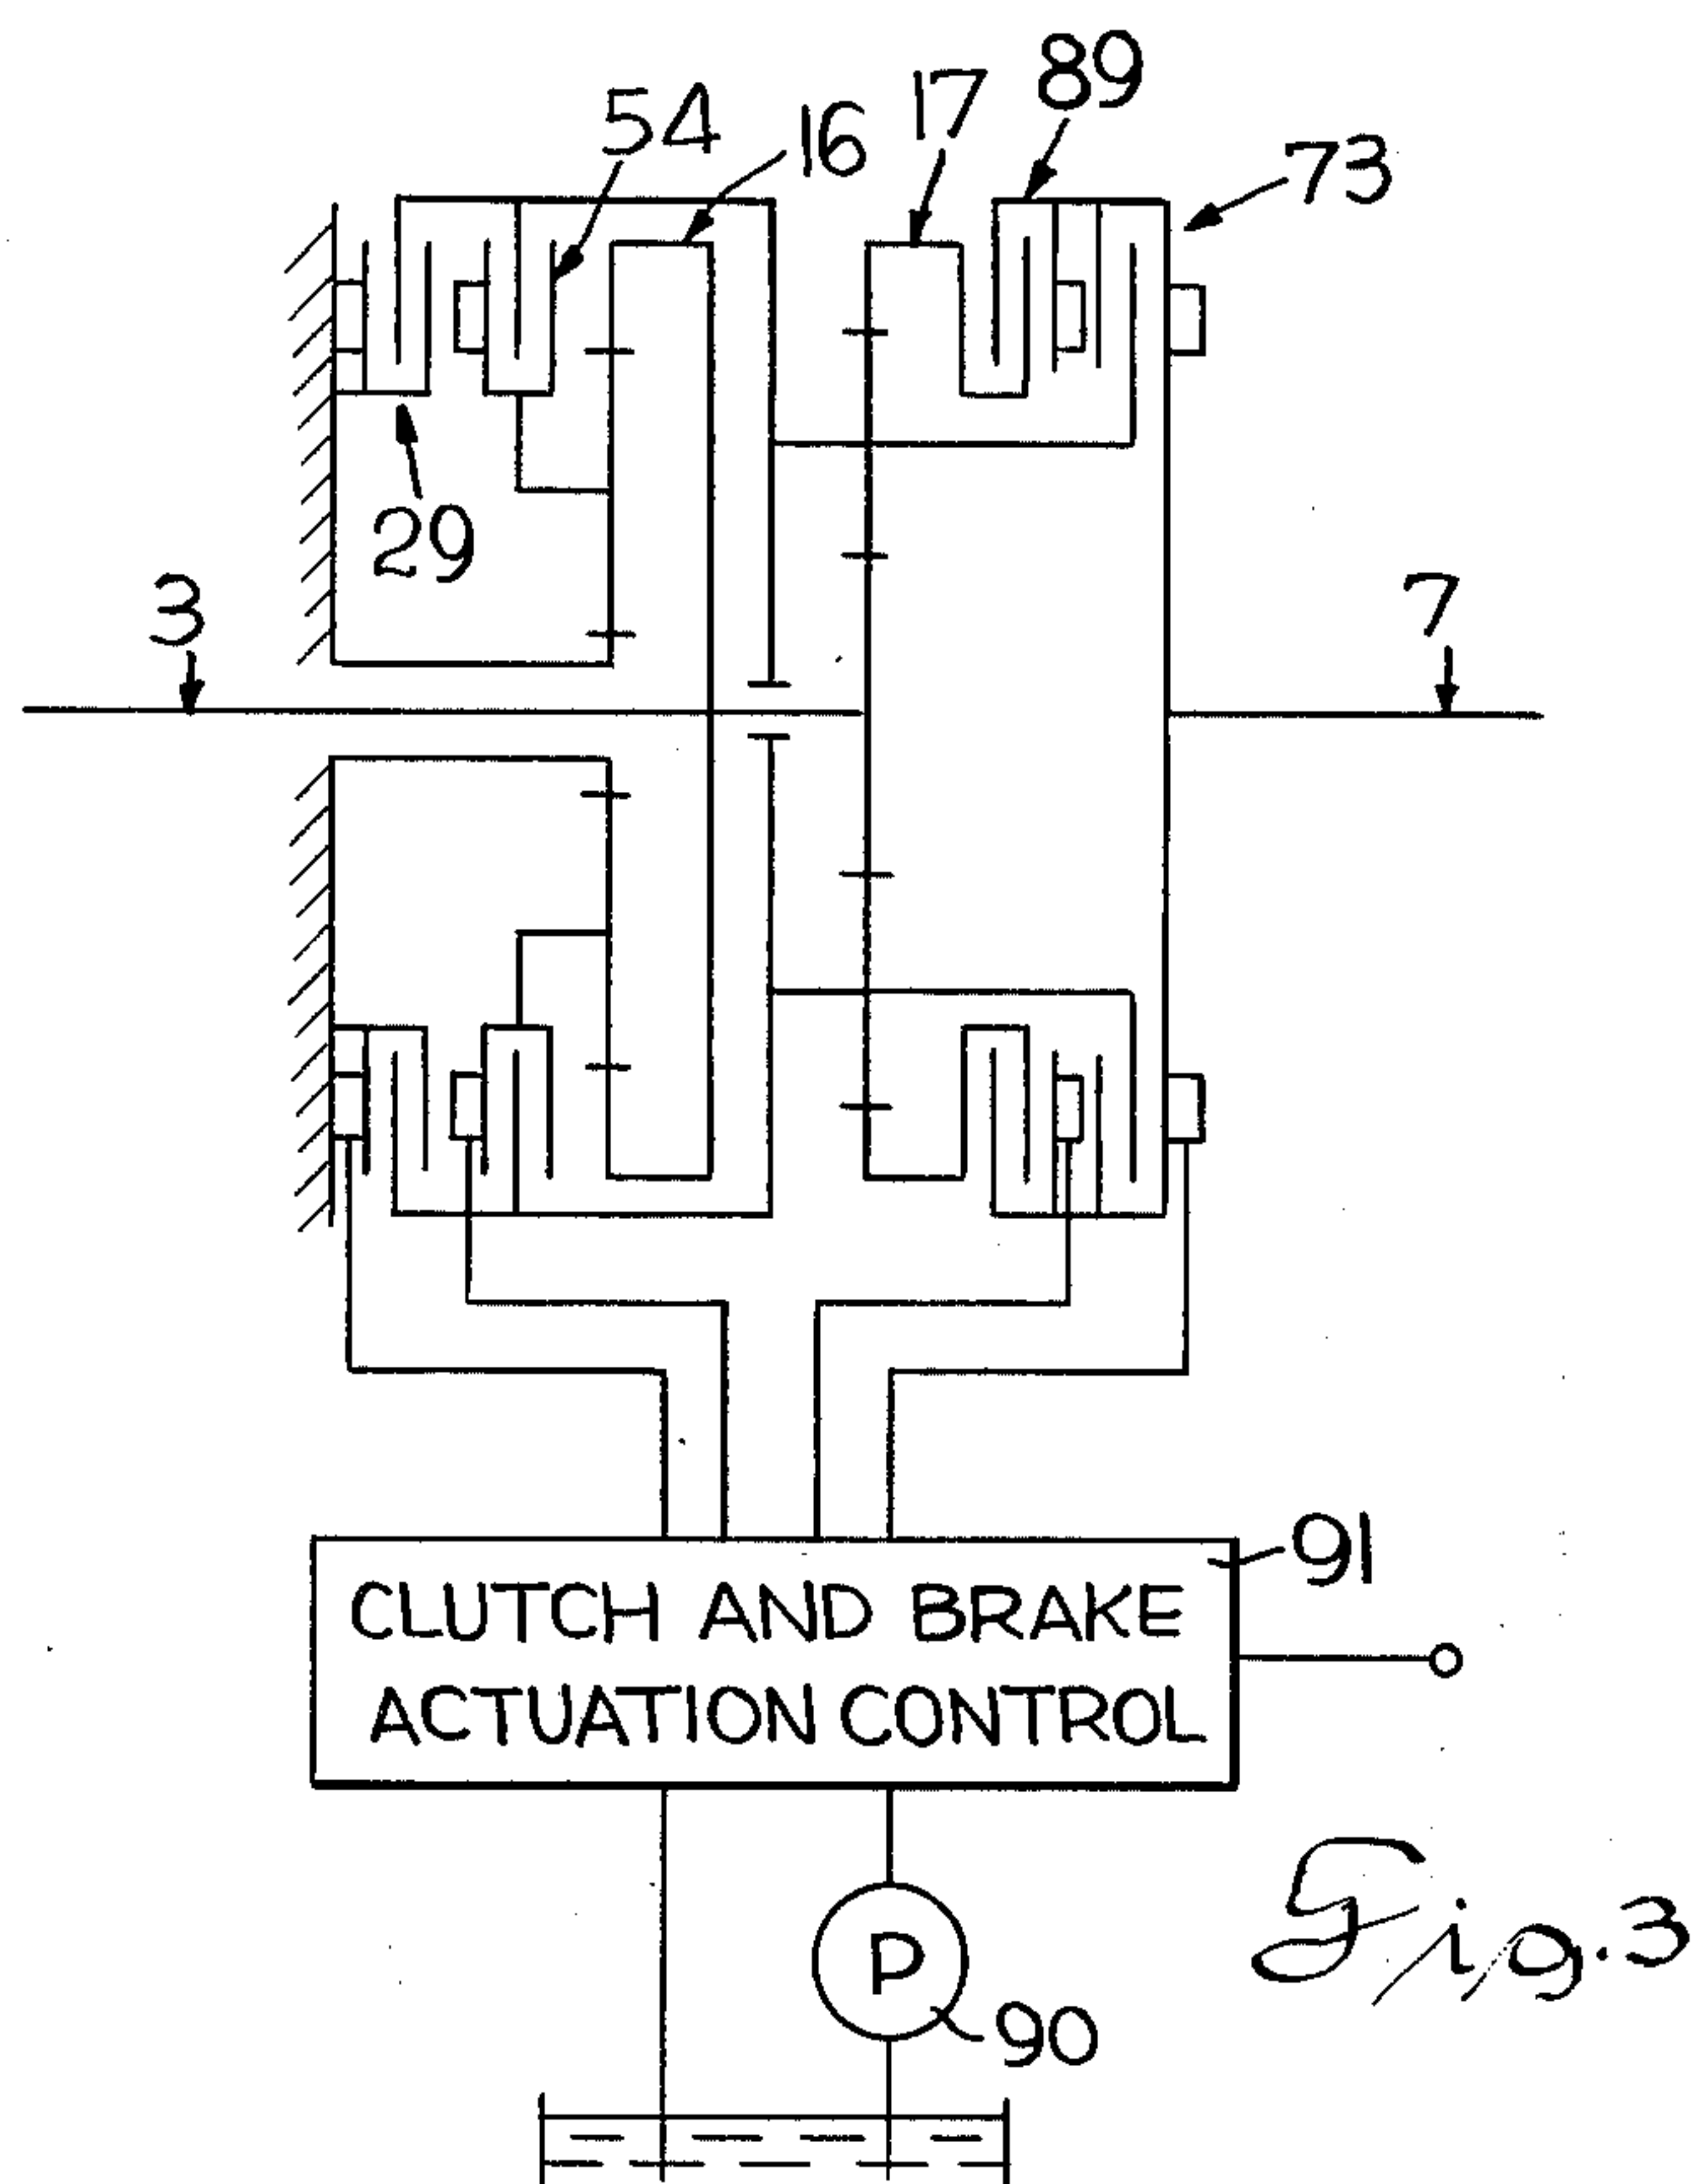 89
54
16
17
73
29
3
7
91
CLUTCH AND BRAKE
ACTUATION CONTROL
P
90
Fig. 3